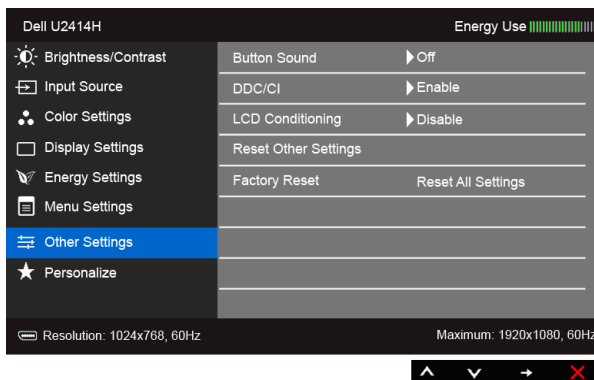 Dell U2414H Energy Use
Brightness/Contrast Button Sound Off
Input Source DDC/CI Enable
Color Settings LCD Conditioning Disable
Display Settings Reset Other Settings
Energy Settings Factory Reset Reset All Settings
Menu Settings
Other Settings
Personalize
Resolution: 1024x768, 60Hz Maximum: 1920x1080, 60Hz